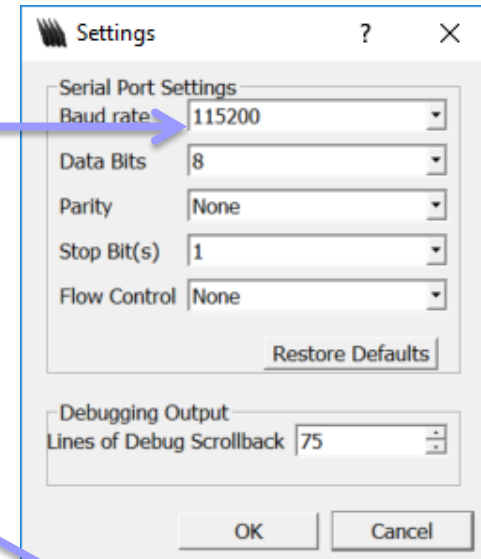 Settings ? ×
Serial Port Settings
Baud rate 115200
Data Bits 8
Parity None
Stop Bit(s) 1
Flow Control None
Restore Defaults
Debugging Output
Lines of Debug Scrollback 75
OK Cancel